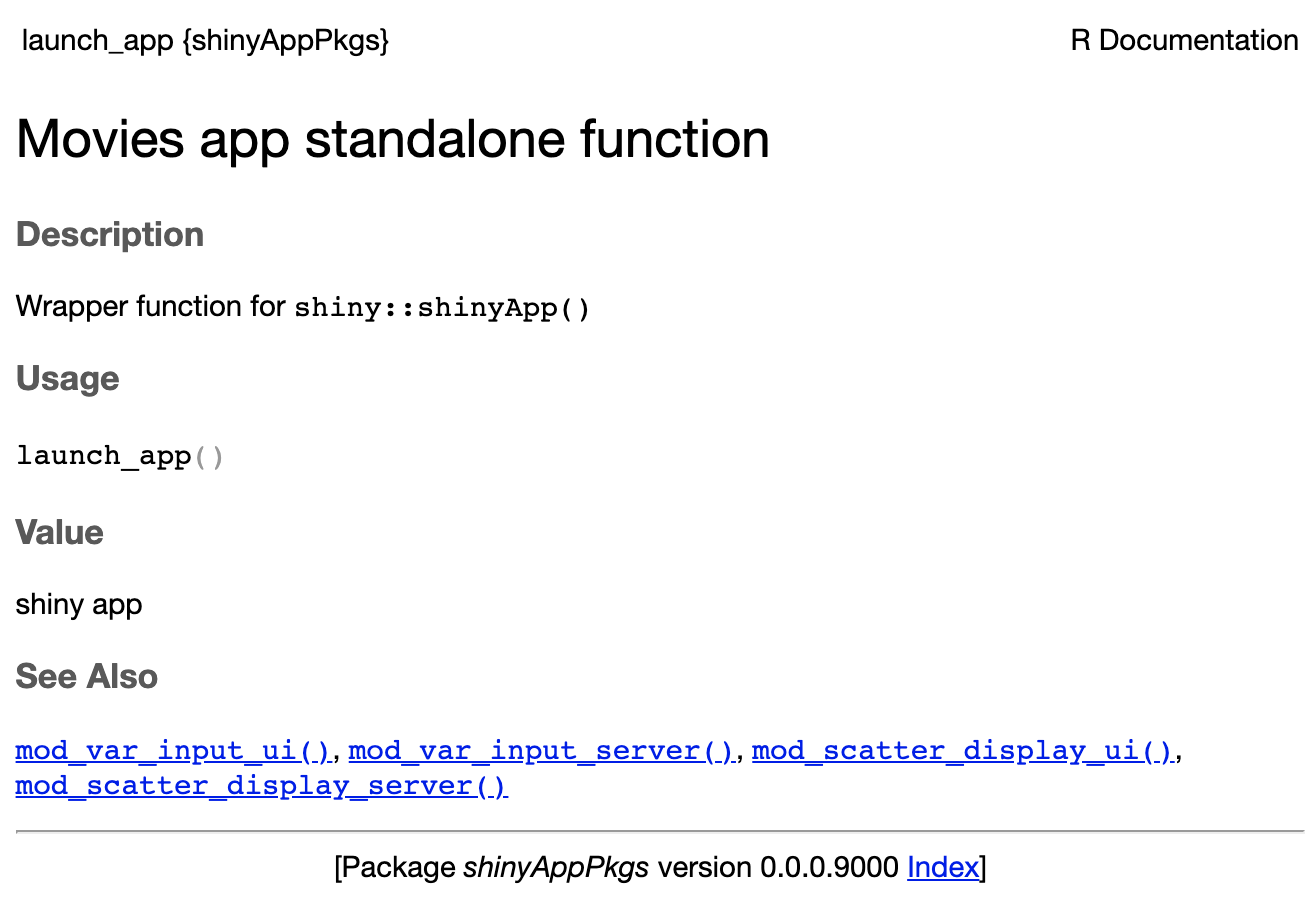 launch_app {shinyAppPkgs} R Documentation
Movies app standalone function
Description
Wrapper function for shiny::shinyApp()
Usage
launch_app()
Value
shiny app
See Also
mod_var_input_ui(), mod_var_input_server(), mod_scatter_display_ui(),
mod_scatter_display_server()
[Package shinyAppPkgs version 0.0.0.9000 Index]